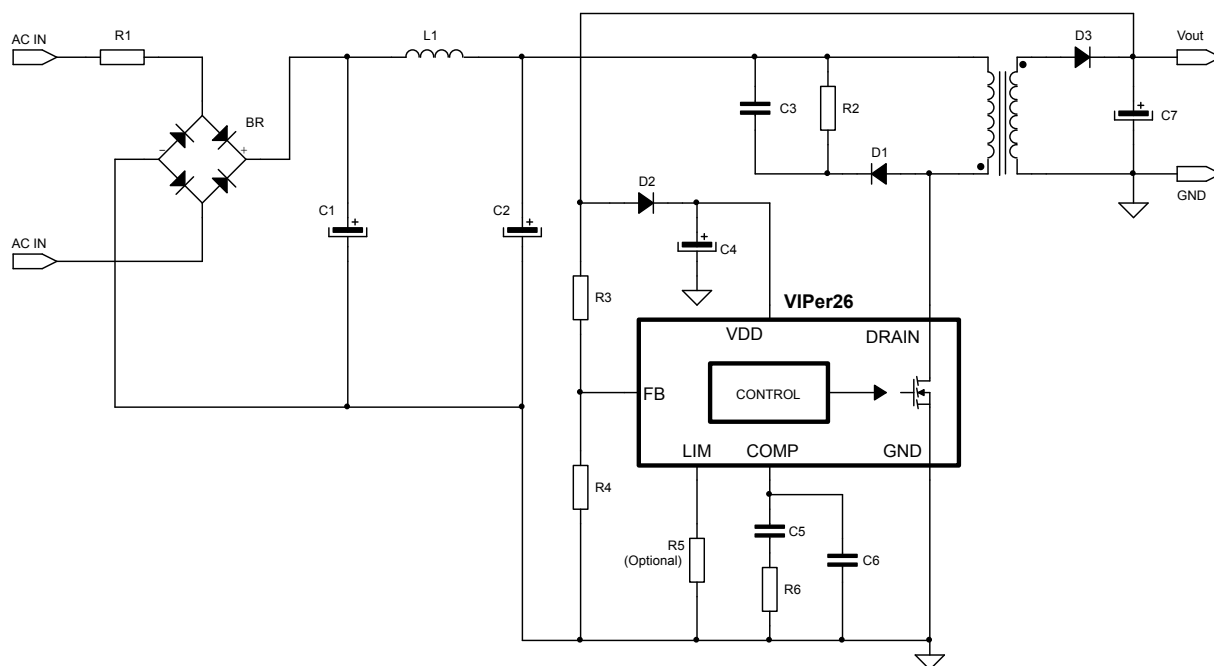 AC IN
R1
L1
D3
Vout
BR
-
+
+
+
C3
R2
D1
+
C7
GND
D2
C1
C2
+
C4
R3
VIPer26
VDD
DRAIN
FB
CONTROL
AC IN
LIM
COMP
GND
R4
R5
(Optional)
C5
C6
R6